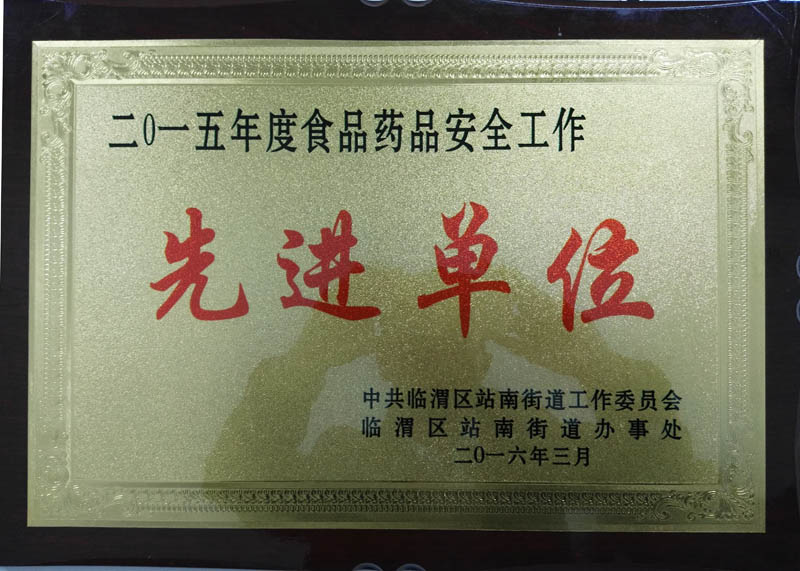 二0一五年度食品药品安全工作
先进单位
中共临渭区站南街道工作委员会
临渭区站南街道办事处
二0一六年三月